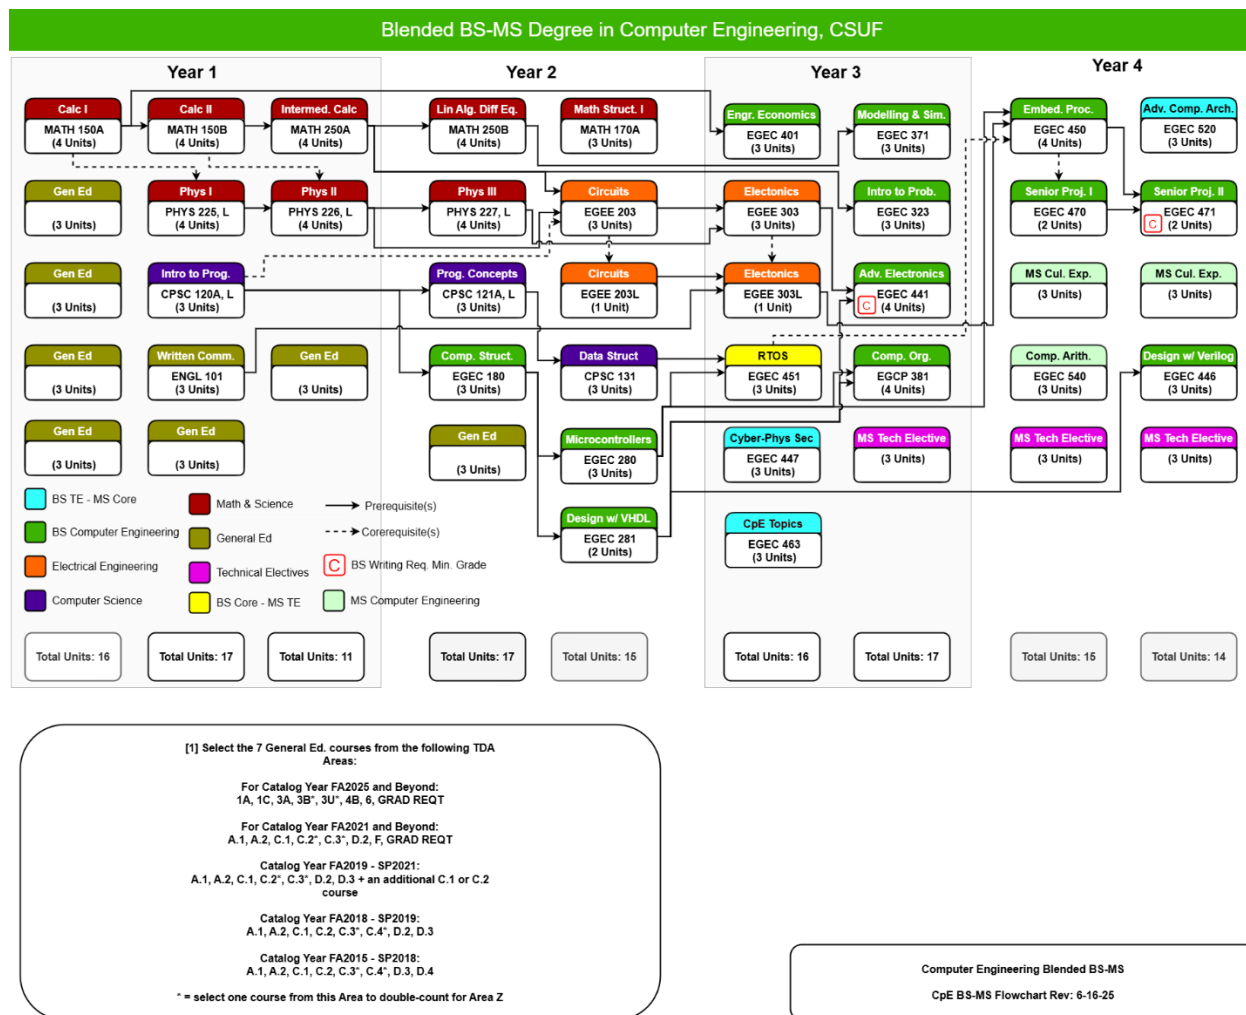 Blended BS-MS Degree in Computer Engineering, CSUF
Year 1
Year 2
Year 3
Year 4
Calc I
MATH 150A
(4 Units)
Calc II
MATH 150B
(4 Units)
Intermed. Calc
MATH 250A
(4 Units)
Lin Alg. Diff Eq.
MATH 250B
(4 Units)
Math Struct. I
MATH 170A
(3 Units)
Engr. Economics
EGEC 401
(3 Units)
Modelling & Sim.
EGEC 371
(3 Units)
Embed. Proc.
EGEC 450
(4 Units)
Adv. Comp. Arch.
EGEC 520
(3 Units)
Gen Ed
(3 Units)
Phys I
PHYS 225, L
(4 Units)
Phys II
PHYS 226, L
(4 Units)
Phys III
PHYS 227, L
(4 Units)
Circuits
EGEE 203
(3 Units)
Electonics
EGEE 303
(3 Units)
Intro to Prob.
EGEC 323
(3 Units)
Senior Proj. I
EGEC 470
(2 Units)
Senior Proj. II
EGEC 471
C (2 Units)
Gen Ed
(3 Units)
Intro to Prog.
CPSC 120A, L
(3 Units)
Prog. Concepts
CPSC 121A, L
(3 Units)
Circuits
EGEE 203L
(1 Unit)
Electonics
EGEE 303L
(1 Unit)
Adv. Electronics
EGEC 441
C (4 Units)
MS Cul. Exp.
(3 Units)
MS Cul. Exp.
(3 Units)
Gen Ed
(3 Units)
Written Comm.
ENGL 101
(3 Units)
Gen Ed
(3 Units)
Comp. Struct.
EGEC 180
(3 Units)
Data Struct
CPSC 131
(3 Units)
RTOS
EGEC 451
(3 Units)
Comp. Org.
EGCP 381
(4 Units)
Comp. Arith.
EGEC 540
(3 Units)
Design w/ Verilog
EGEC 446
(3 Units)
Gen Ed
(3 Units)
Gen Ed
(3 Units)
Gen Ed
(3 Units)
Microcontrollers
EGEC 280
(3 Units)
Cyber-Phys Sec
EGEC 447
(3 Units)
MS Tech Elective
(3 Units)
MS Tech Elective
(3 Units)
MS Tech Elective
(3 Units)
Design w/ VHDL
EGEC 281
(2 Units)
CpE Topics
EGEC 463
(3 Units)
BS TE - MS Core
BS Computer Engineering
Electrical Engineering
Computer Science
Math & Science
General Ed
Technical Electives
BS Core - MS TE
Prerequisite(s)
Corerequisite(s)
C BS Writing Req. Min. Grade
MS Computer Engineering
Total Units: 16
Total Units: 17
Total Units: 11
Total Units: 17
Total Units: 15
Total Units: 16
Total Units: 17
Total Units: 15
Total Units: 14
[1] Select the 7 General Ed. courses from the following TDA
Areas:
For Catalog Year FA2025 and Beyond:
1A, 1C, 3A, 3B*, 3U*, 4B, 6, GRAD REQT
For Catalog Year FA2021 and Beyond:
A.1, A.2, C.1, C.2*, C.3*, D.2, F, GRAD REQT
Catalog Year FA2019 - SP2021:
A.1, A.2, C.1, C.2*, C.3*, D.2, D.3 + an additional C.1 or C.2
course
Catalog Year FA2018 - SP2019:
A.1, A.2, C.1, C.2, C.3*, C.4*, D.2, D.3
Catalog Year FA2015 - SP2018:
A.1, A.2, C.1, C.2, C.3*, C.4*, D.3, D.4
* = select one course from this Area to double-count for Area Z
Computer Engineering Blended BS-MS
CpE BS-MS Flowchart Rev: 6-16-25